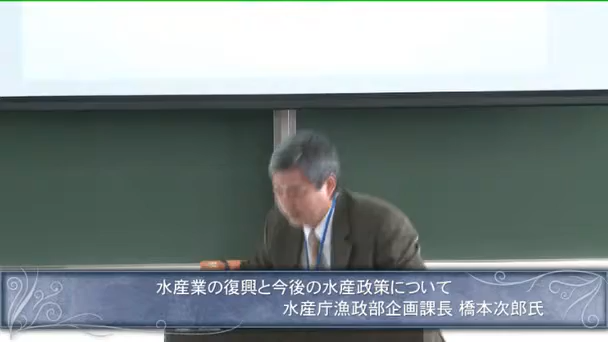 水産業の復興と今後の水産政策について
水産庁漁政部企画課長 橋本次郎氏